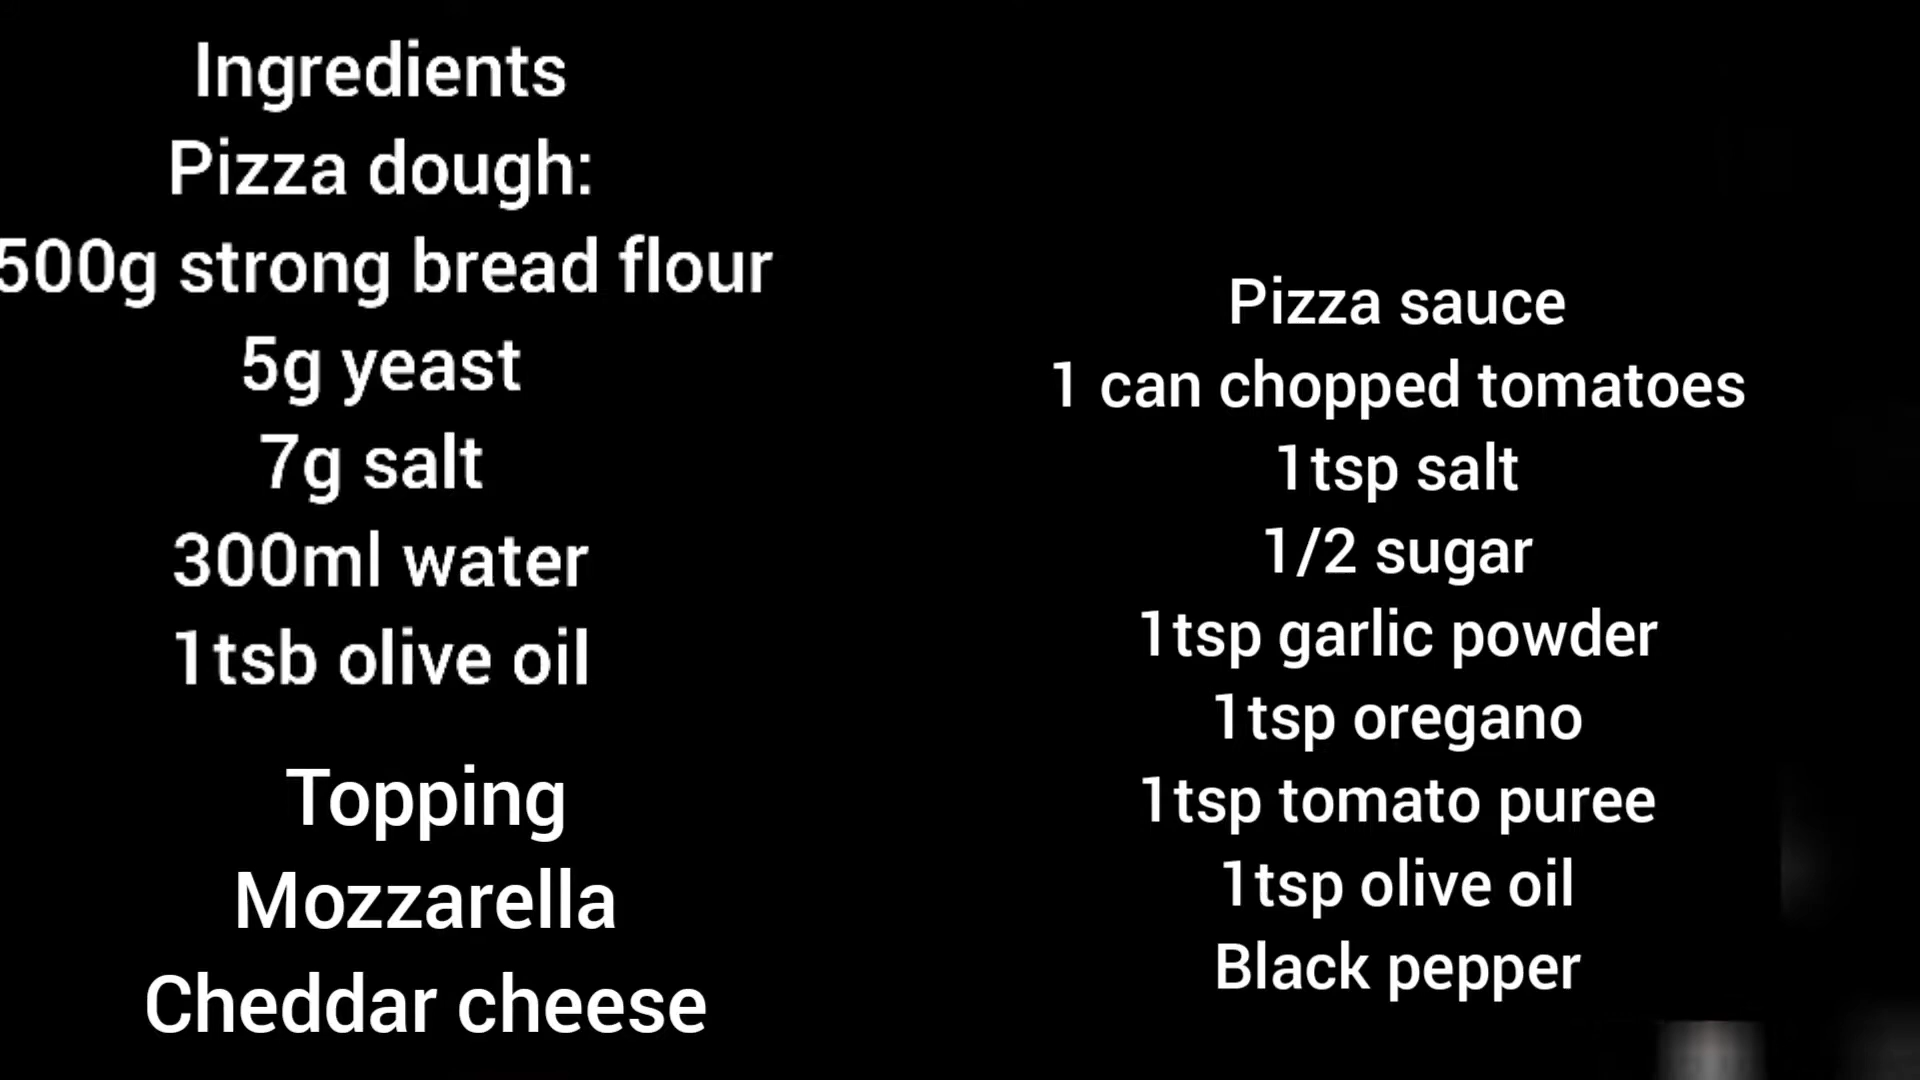 Ingredients
Pizza dough:
500g strong bread flour
5g yeast
7g salt
300ml water
1tsb olive oil
Topping
Mozzarella
Cheddar cheese
Pizza sauce
1 can chopped tomatoes
1tsp salt
1/2 sugar
1tsp garlic powder
1tsp oregano
1tsp tomato puree
1tsp olive oil
Black pepper